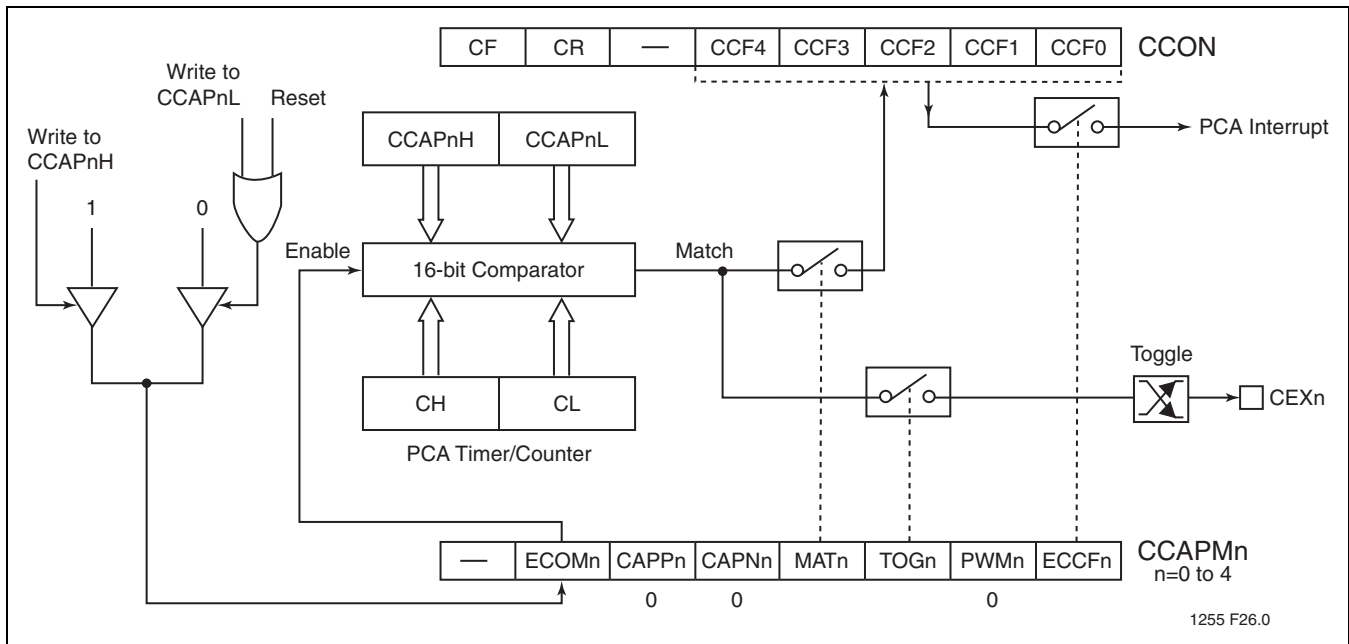 CF CR — CCF4 CCF3 CCF2 CCF1 CCF0 CCON
Write to
CCAPnL Reset
Write to
CCAPnH
CCAPnH CCAPnL
PCA Interrupt
1 0
Enable
16-bit Comparator
Match
Toggle
CH CL
CEXn
PCA Timer/Counter
— ECOMn CAPPn CAPNn MATn TOGn PWMn ECCFn CCAPMn
n=0 to 4
0 0 0
1255 F26.0